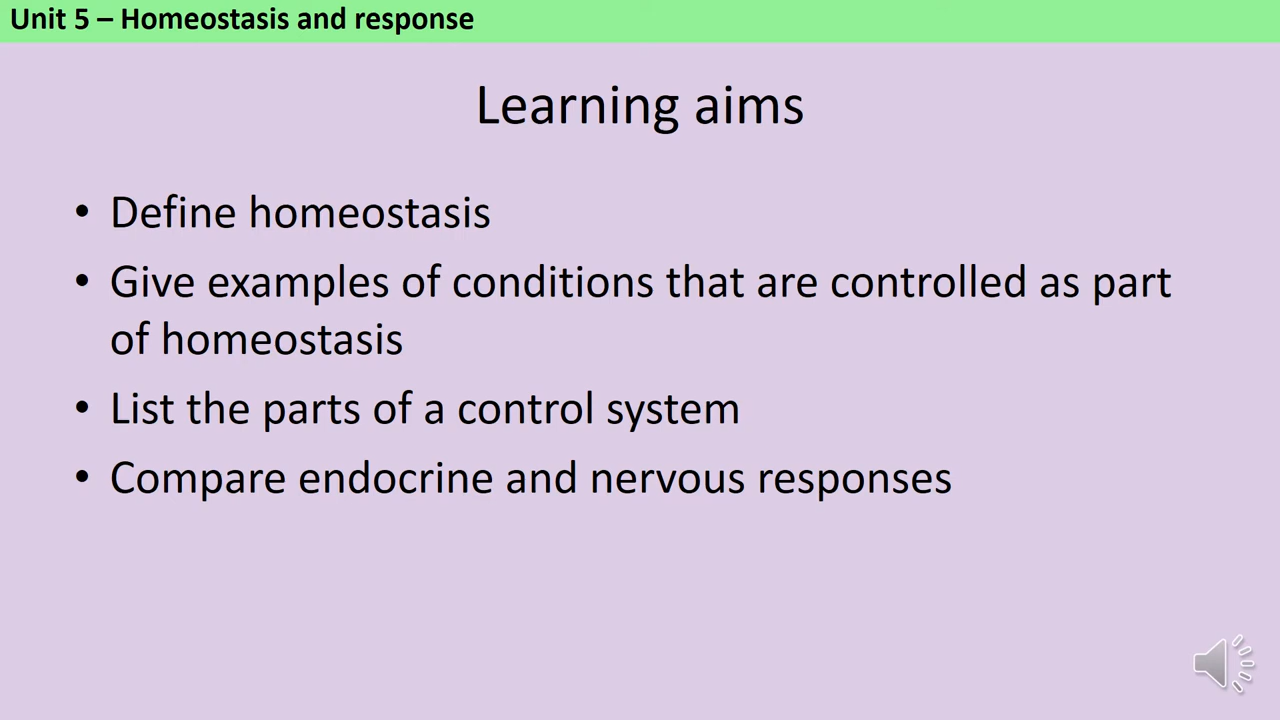 Unit 5 – Homeostasis and response
Learning aims
• Define homeostasis
• Give examples of conditions that are controlled as part
of homeostasis
• List the parts of a control system
• Compare endocrine and nervous responses